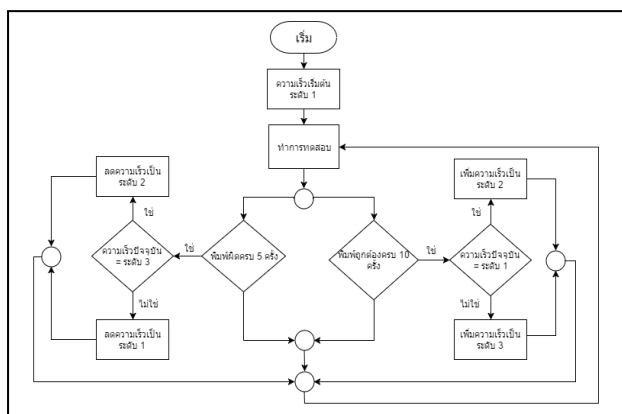 เริ่ม
ความเร็วเริ่มต้น
ระดับ 1
ทำการทดสอบ
ลดความเร็วเป็น
ระดับ 2
เพิ่มความเร็วเป็น
ระดับ 2
ใช่
ใช่
ความเร็วปัจจุบัน
= ระดับ 3
ใช่
พิมพ์ผิดครบ 5 ครั้ง
พิมพ์ถูกต้องครบ 10
ครั้ง
ใช่
ความเร็วปัจจุบัน
= ระดับ 1
ไม่ใช่
ไม่ใช่
ลดความเร็วเป็น
ระดับ 1
เพิ่มความเร็วเป็น
ระดับ 3